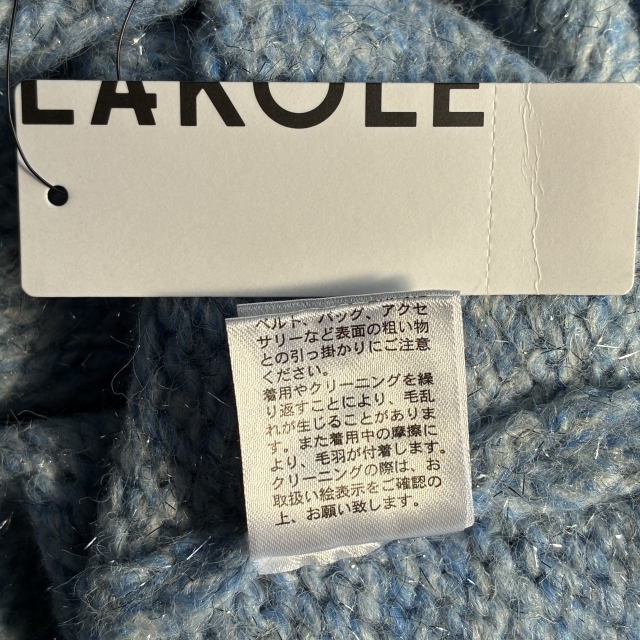 LAKOLE
ベルト、バッグ、アクセ
サリーなど表面の粗い物
との引っ掛かりにご注意
ください。
着用やクリーニングを繰
り返すことにより、毛乱
れが生じることがありま
す。また着用中の摩擦に
より、毛羽が付着します。
クリーニングの際は、お
取扱い絵表示をご確認の
上、お願い致します。